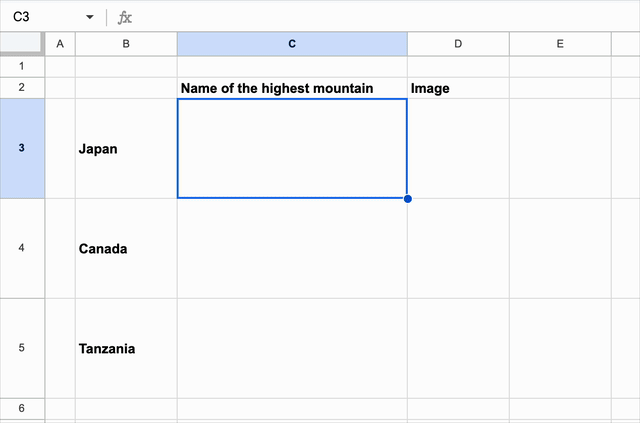 C3 fx
A B C D E
1
2 Name of the highest mountain Image
3 Japan
4 Canada
5 Tanzania
6